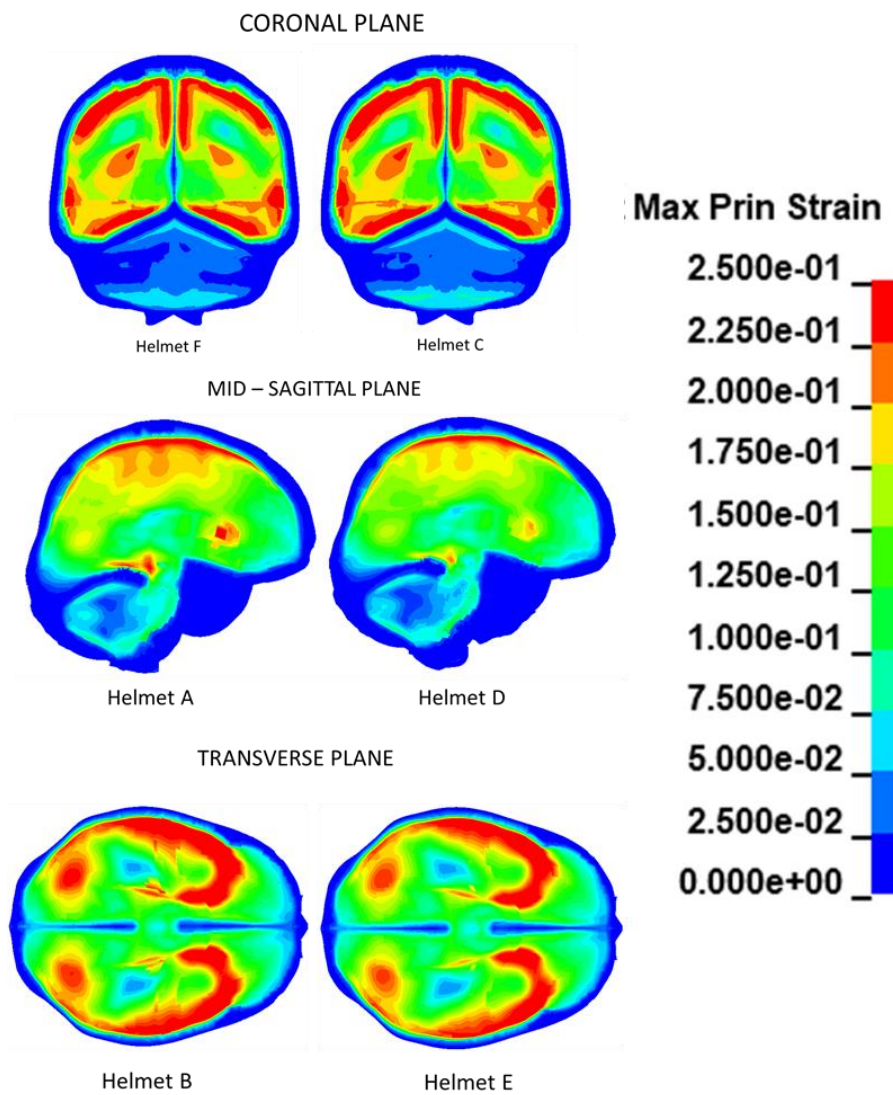 CORONAL PLANE
Helmet F
Helmet C
MID – SAGITTAL PLANE
Helmet A
Helmet D
TRANSVERSE PLANE
Helmet B
Helmet E
Max Prin Strain
2.500e-01
2.250e-01
2.000e-01
1.750e-01
1.500e-01
1.250e-01
1.000e-01
7.500e-02
5.000e-02
2.500e-02
0.000e+00